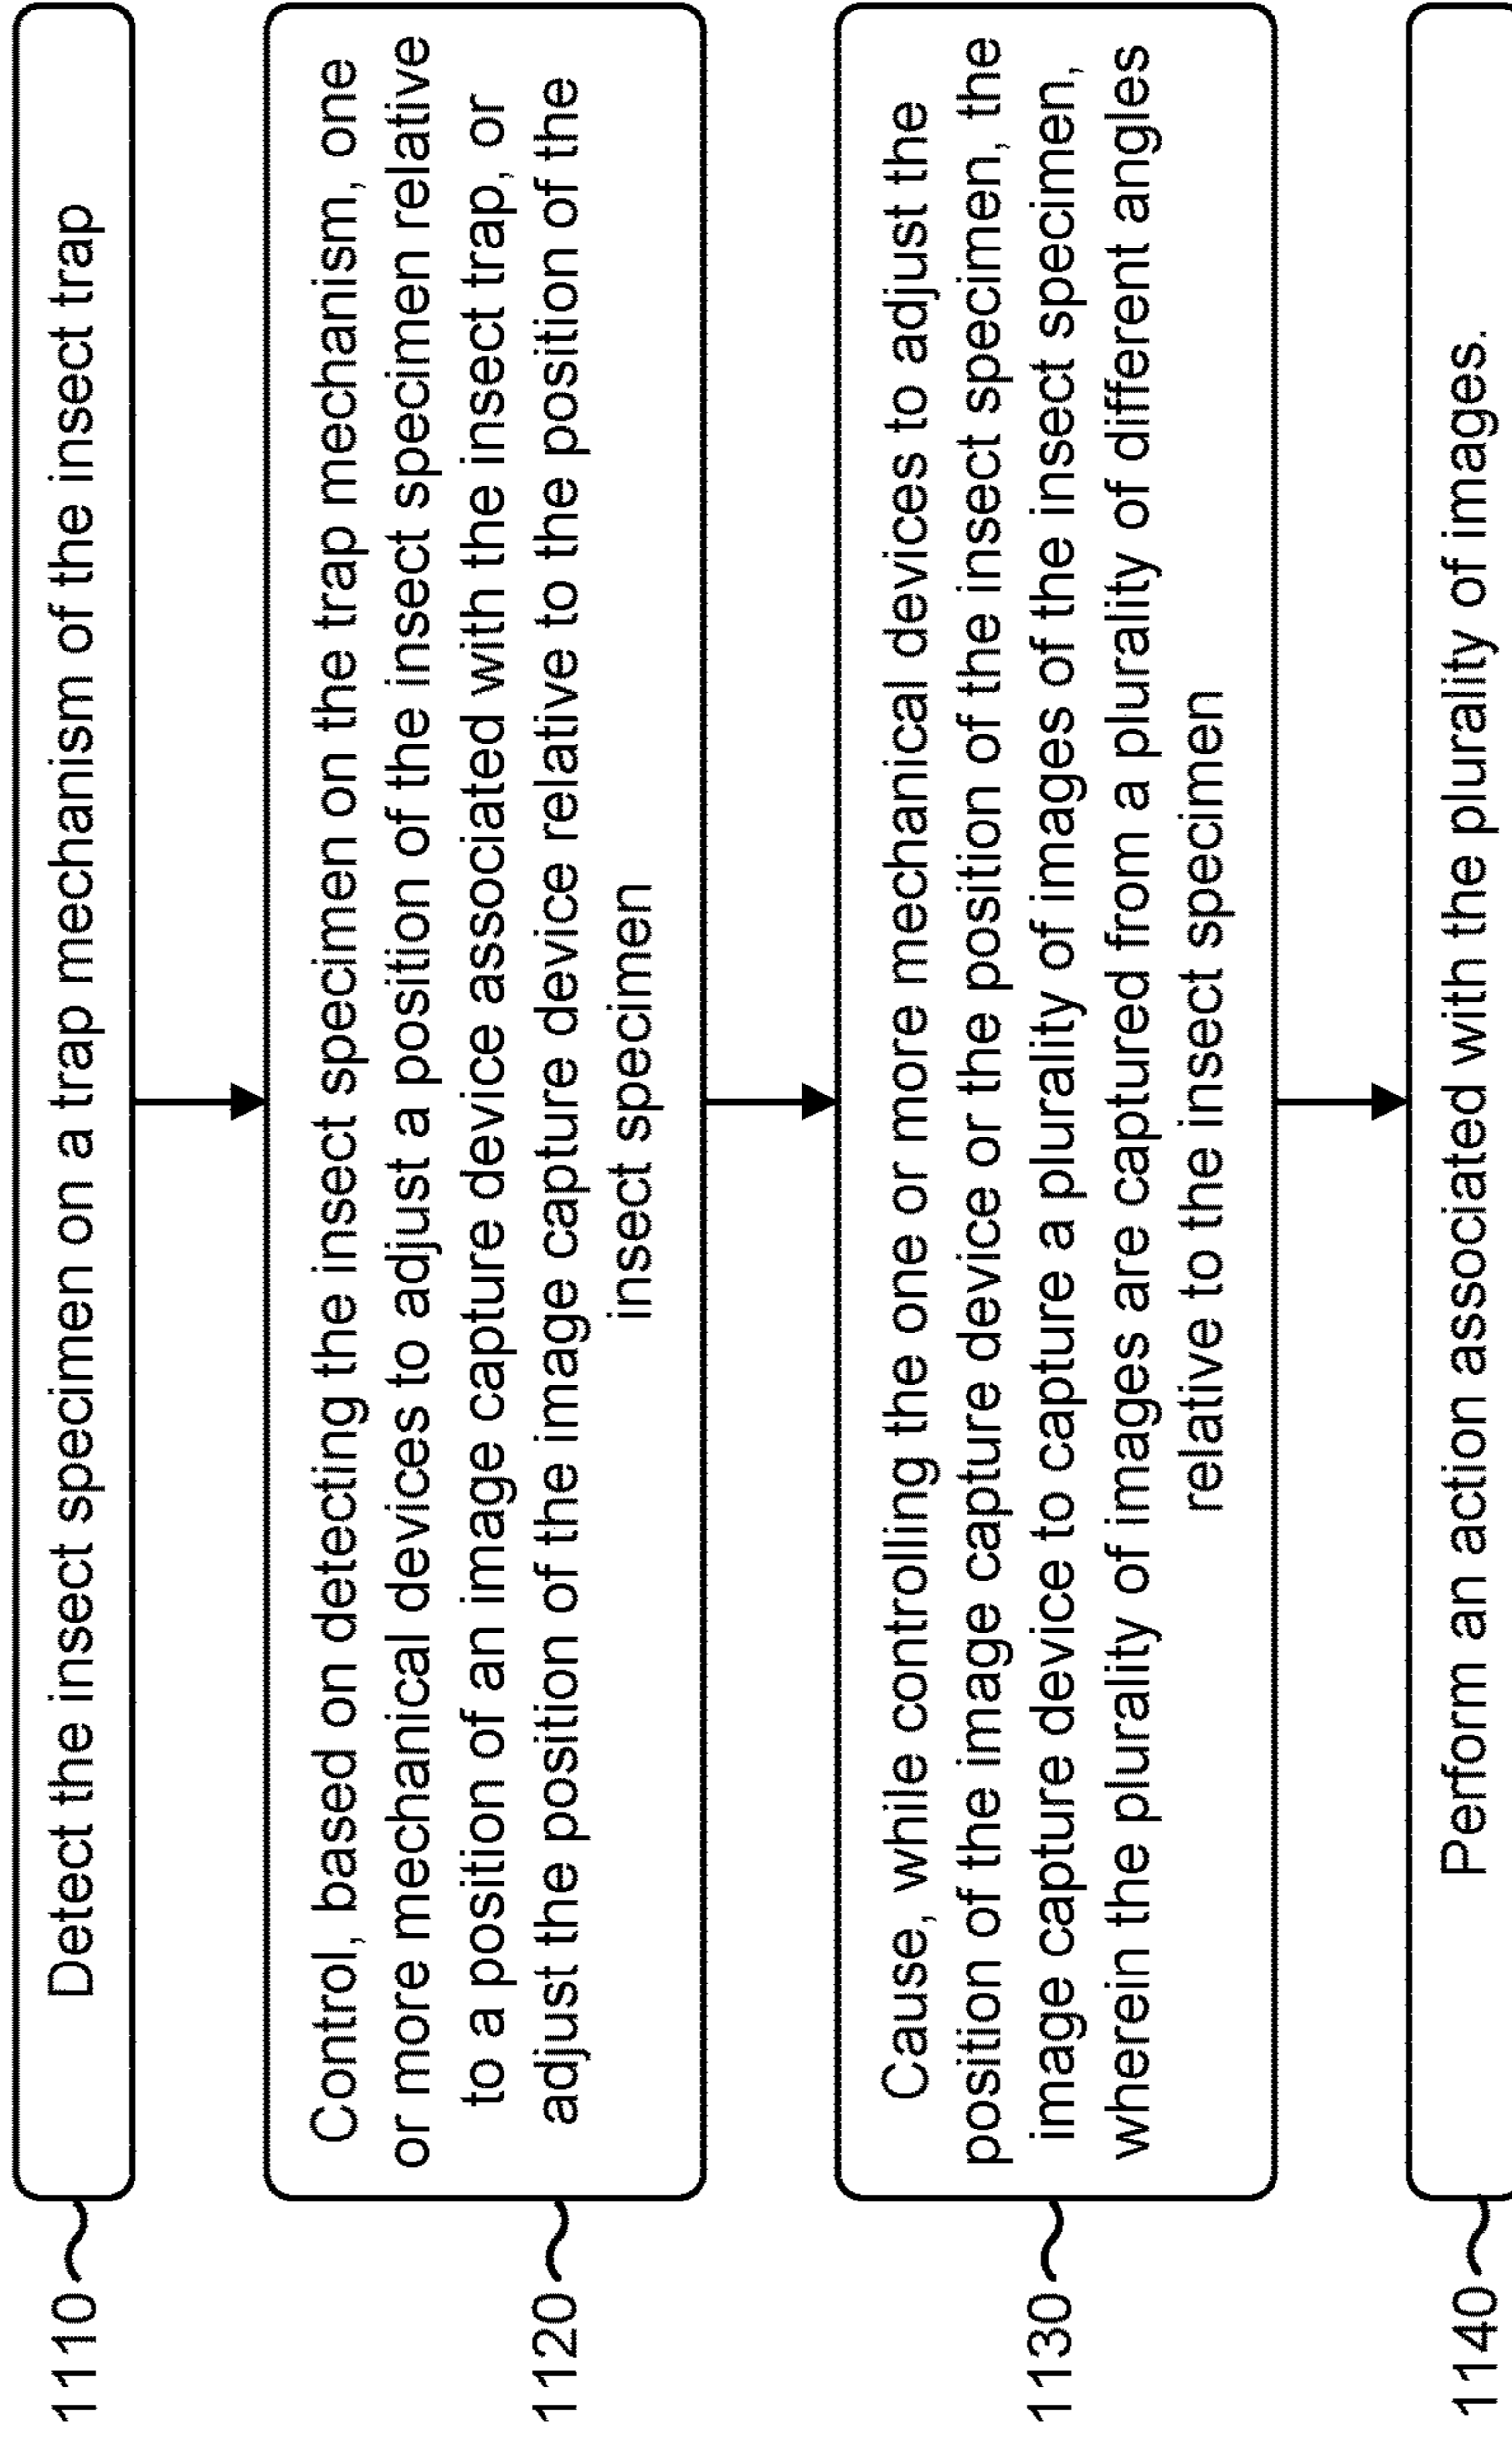 1110
Detect the insect specimen on a trap mechanism of the insect trap
1120
Control, based on detecting the insect specimen on the trap mechanism, one
or more mechanical devices to adjust a position of the insect specimen relative
to a position of an image capture device associated with the insect trap, or
adjust the position of the image capture device relative to the position of the
insect specimen
1130
Cause, while controlling the one or more mechanical devices to adjust the
position of the image capture device or the position of the insect specimen, the
image capture device to capture a plurality of images of the insect specimen,
wherein the plurality of images are captured from a plurality of different angles
relative to the insect specimen
1140
Perform an action associated with the plurality of images.